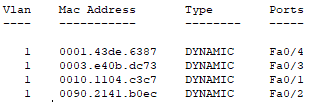 Vlan    Mac Address       Type        Ports
----    -----------       --------    -----
   1    0001.43de.6387    DYNAMIC     Fa0/4
   1    0003.e40b.dc73    DYNAMIC     Fa0/3
   1    0010.1104.c3c7    DYNAMIC     Fa0/1
   1    0090.2141.b0ec    DYNAMIC     Fa0/2